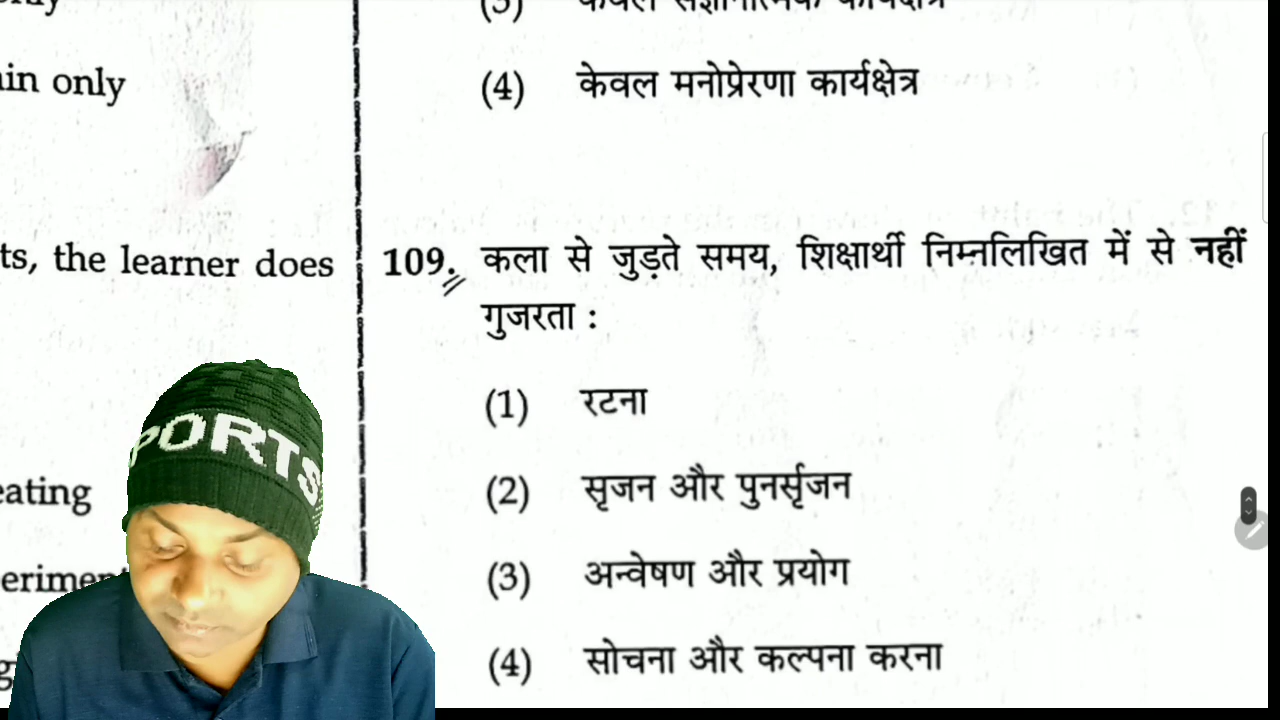 in only
ts, the learner does
eating
(4) केवल मनोप्रेरणा कार्यक्षेत्र
109. कला से जुड़ते समय, शिक्षार्थी निम्नलिखित में से नहीं
गुजरता :
(1) रटना
(2) सृजन और पुनर्सृजन
(3) अन्वेषण और प्रयोग
(4) सोचना और कल्पना करना
PORTS